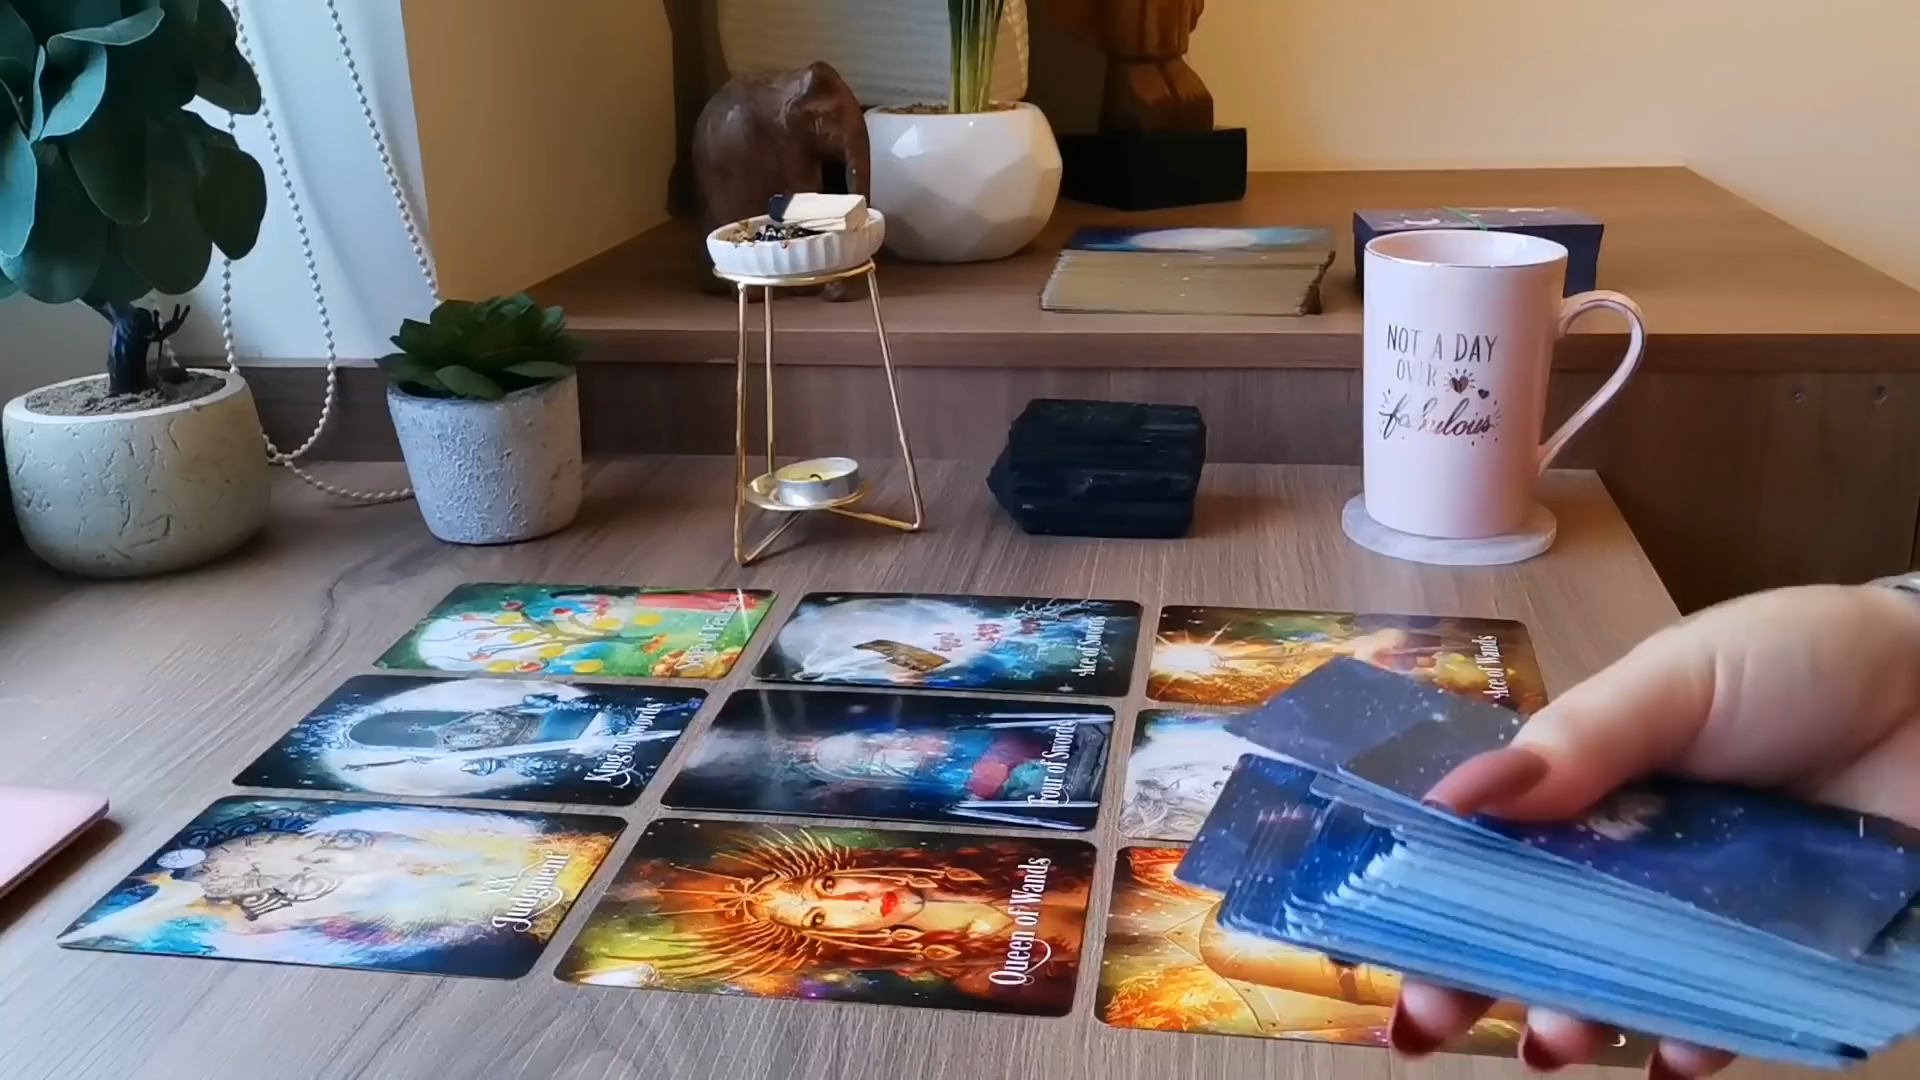 NOT A DAY
OVER
fabulous
Ace of Swords
Ace of Wands
King of Swords
Four of Swords
XX
Judgment
Queen of Wands